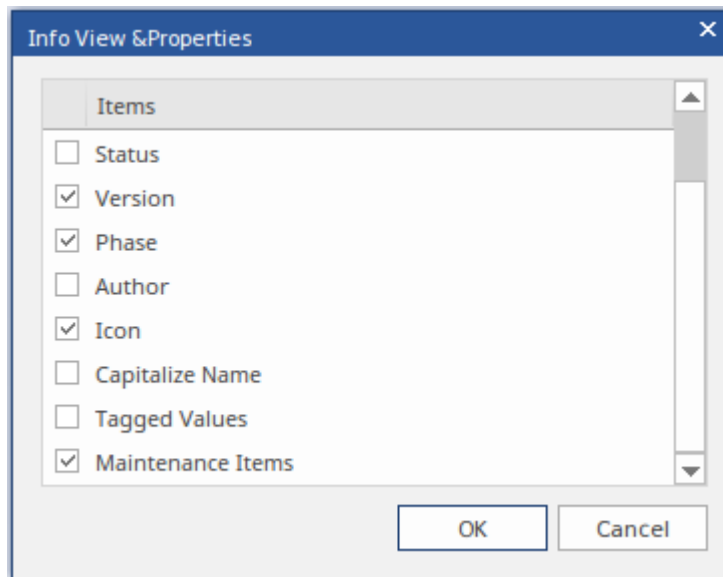 Info View &Properties
Items
Status
Version
Phase
Author
Icon
Capitalize Name
Tagged Values
Maintenance Items
OK
Cancel